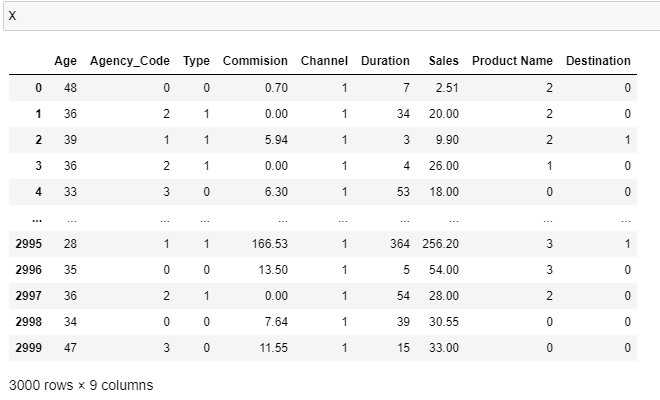 X
Age Agency_Code Type Commision Channel Duration Sales Product Name Destination
0 48 0 0 0.70 1 7 2.51 2 0
1 36 2 1 0.00 1 34 20.00 2 0
2 39 1 1 5.94 1 3 9.90 2 1
3 36 2 1 0.00 1 4 26.00 1 0
4 33 3 0 6.30 1 53 18.00 0 0
... ... ... ... ... ... ... ... ... ...
2995 28 1 1 166.53 1 364 256.20 3 1
2996 35 0 0 13.50 1 5 54.00 3 0
2997 36 2 1 0.00 1 54 28.00 2 0
2998 34 0 0 7.64 1 39 30.55 0 0
2999 47 3 0 11.55 1 15 33.00 0 0
3000 rows × 9 columns